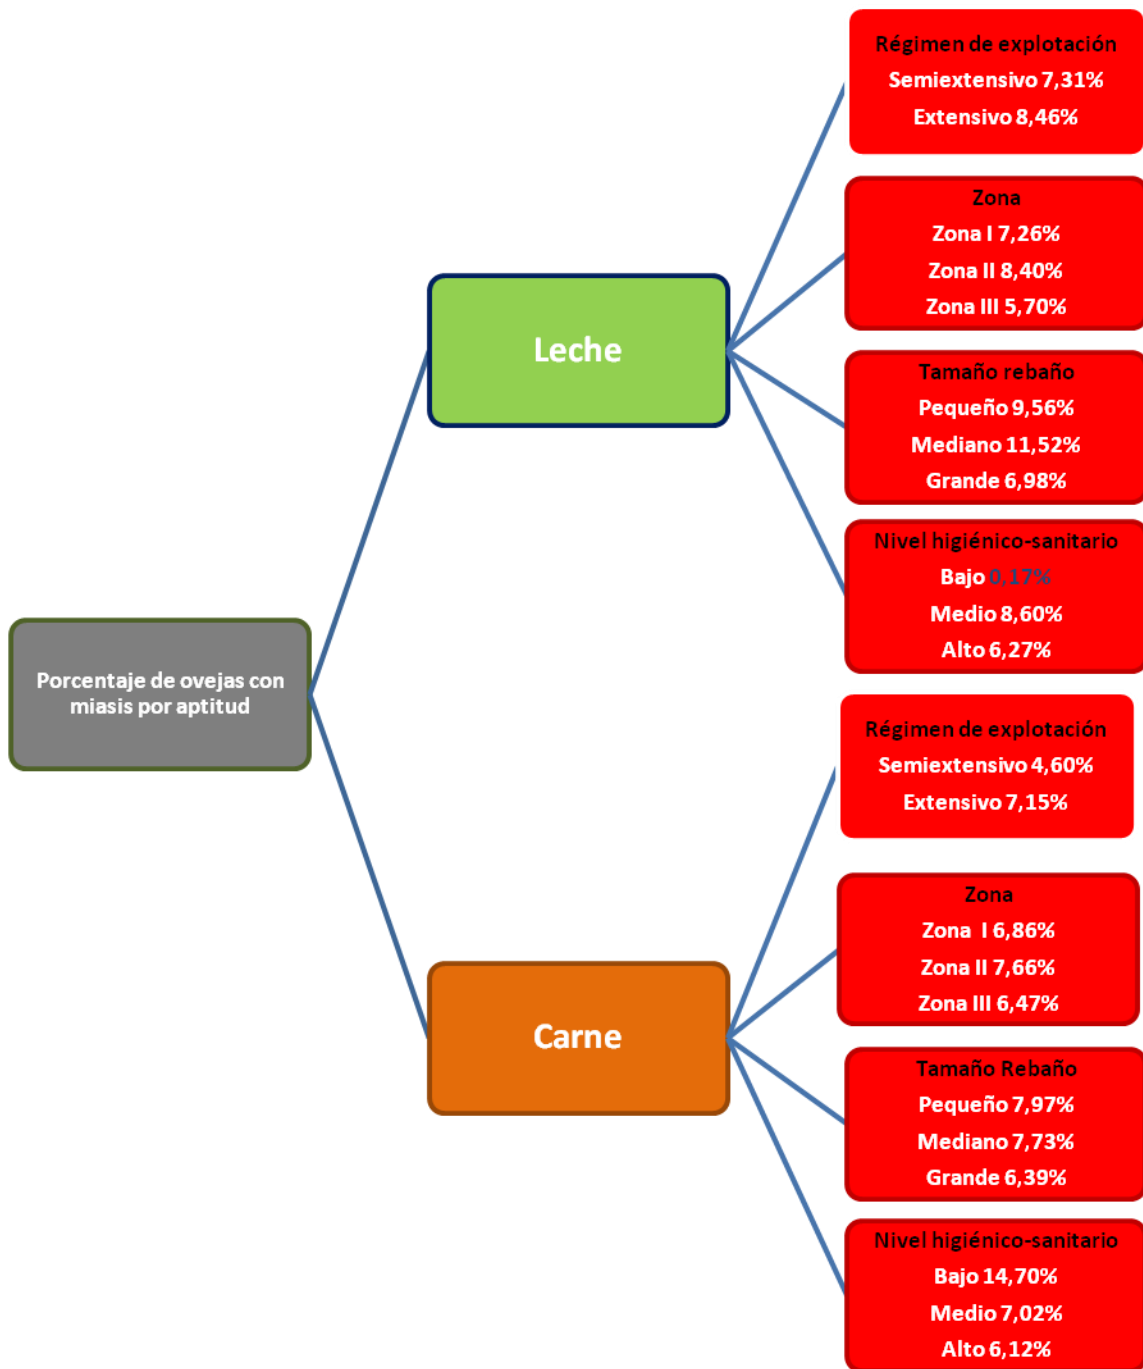 Porcentaje de ovejas con
miasis por aptitud
Leche
Régimen de explotación
Semiextensivo 7,31%
Extensivo 8,46%
Zona
Zona I 7,26%
Zona II 8,40%
Zona III 5,70%
Tamaño rebaño
Pequeño 9,56%
Mediano 11,52%
Grande 6,98%
Nivel higiénico-sanitario
Bajo 0,17%
Medio 8,60%
Alto 6,27%
Carne
Régimen de explotación
Semiextensivo 4,60%
Extensivo 7,15%
Zona
Zona I 6,86%
Zona II 7,66%
Zona III 6,47%
Tamaño Rebaño
Pequeño 7,97%
Mediano 7,73%
Grande 6,39%
Nivel higiénico-sanitario
Bajo 14,70%
Medio 7,02%
Alto 6,12%